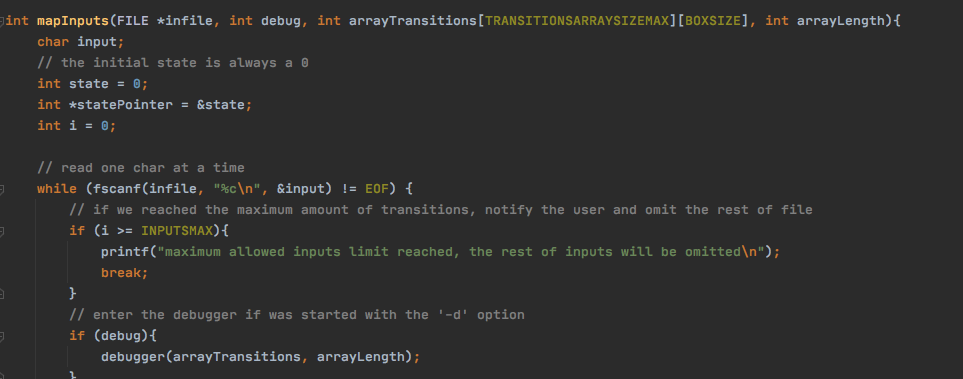 int mapInputs(FILE *infile, int debug, int arrayTransitions[TRANSITIONSARRAYSIZEMAX][BOXSIZE], int arrayLength){
    char input;
    // the initial state is always a 0
    int state = 0;
    int *statePointer = &state;
    int i = 0;

    // read one char at a time
    while (fscanf(infile, "%c\n", &input) != EOF) {
        // if we reached the maximum amount of transitions, notify the user and omit the rest of file
        if (i >= INPUTSMAX){
            printf("maximum allowed inputs limit reached, the rest of inputs will be omitted\n");
            break;
        }
        // enter the debugger if was started with the '-d' option
        if (debug){
            debugger(arrayTransitions, arrayLength);
        }